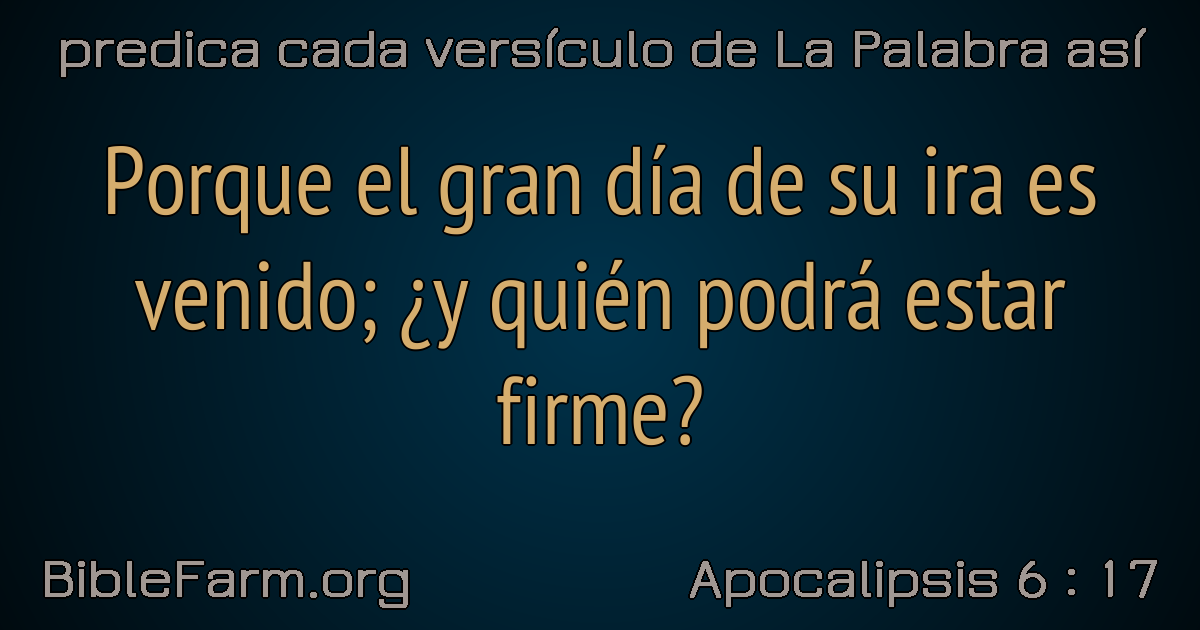 predica cada versículo de La Palabra así
Porque el gran día de su ira es
venido; ¿y quién podrá estar
firme?
BibleFarm.org
Apocalipsis 6 : 17